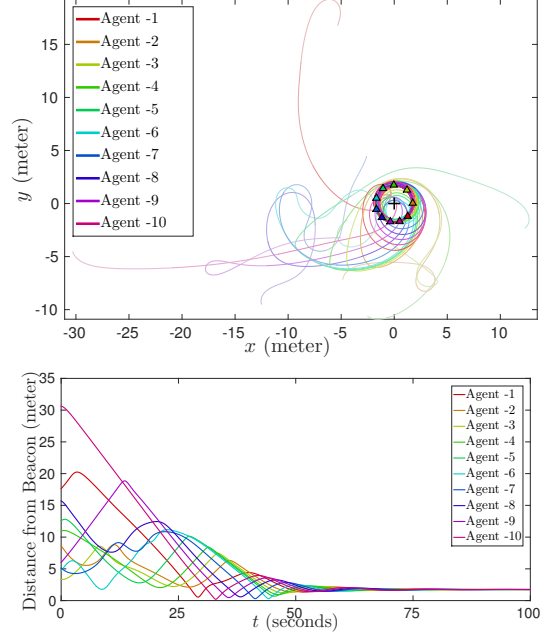 Agent -1
Agent -2
Agent -3
Agent -4
Agent -5
Agent -6
Agent -7
Agent -8
Agent -9
Agent -10
15
10
5
0
-5
-10
y (meter)
-30 -25 -20 -15 -10 -5 0 5 10
x (meter)
35
30
25
20
15
10
5
0
Distance from Beacon (meter)
Agent -1
Agent -2
Agent -3
Agent -4
Agent -5
Agent -6
Agent -7
Agent -8
Agent -9
Agent -10
0 25 50 75 100
t (seconds)